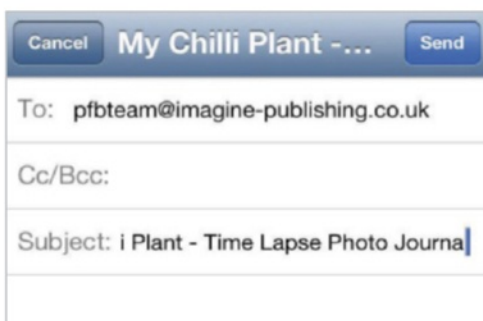 Cancel My Chilli Plant -... Send
To: pfbteam@imagine-publishing.co.uk
Cc/Bcc:
Subject: i Plant - Time Lapse Photo Journa